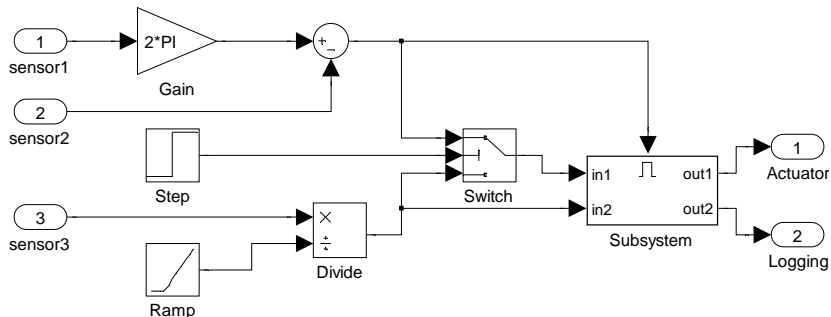 1
2*PI
+
-
sensor1
Gain
2
sensor2
Step
Switch
in1
out1
1
Actuator
3
×
÷
in2
out2
2
sensor3
Divide
Subsystem
Logging
Ramp